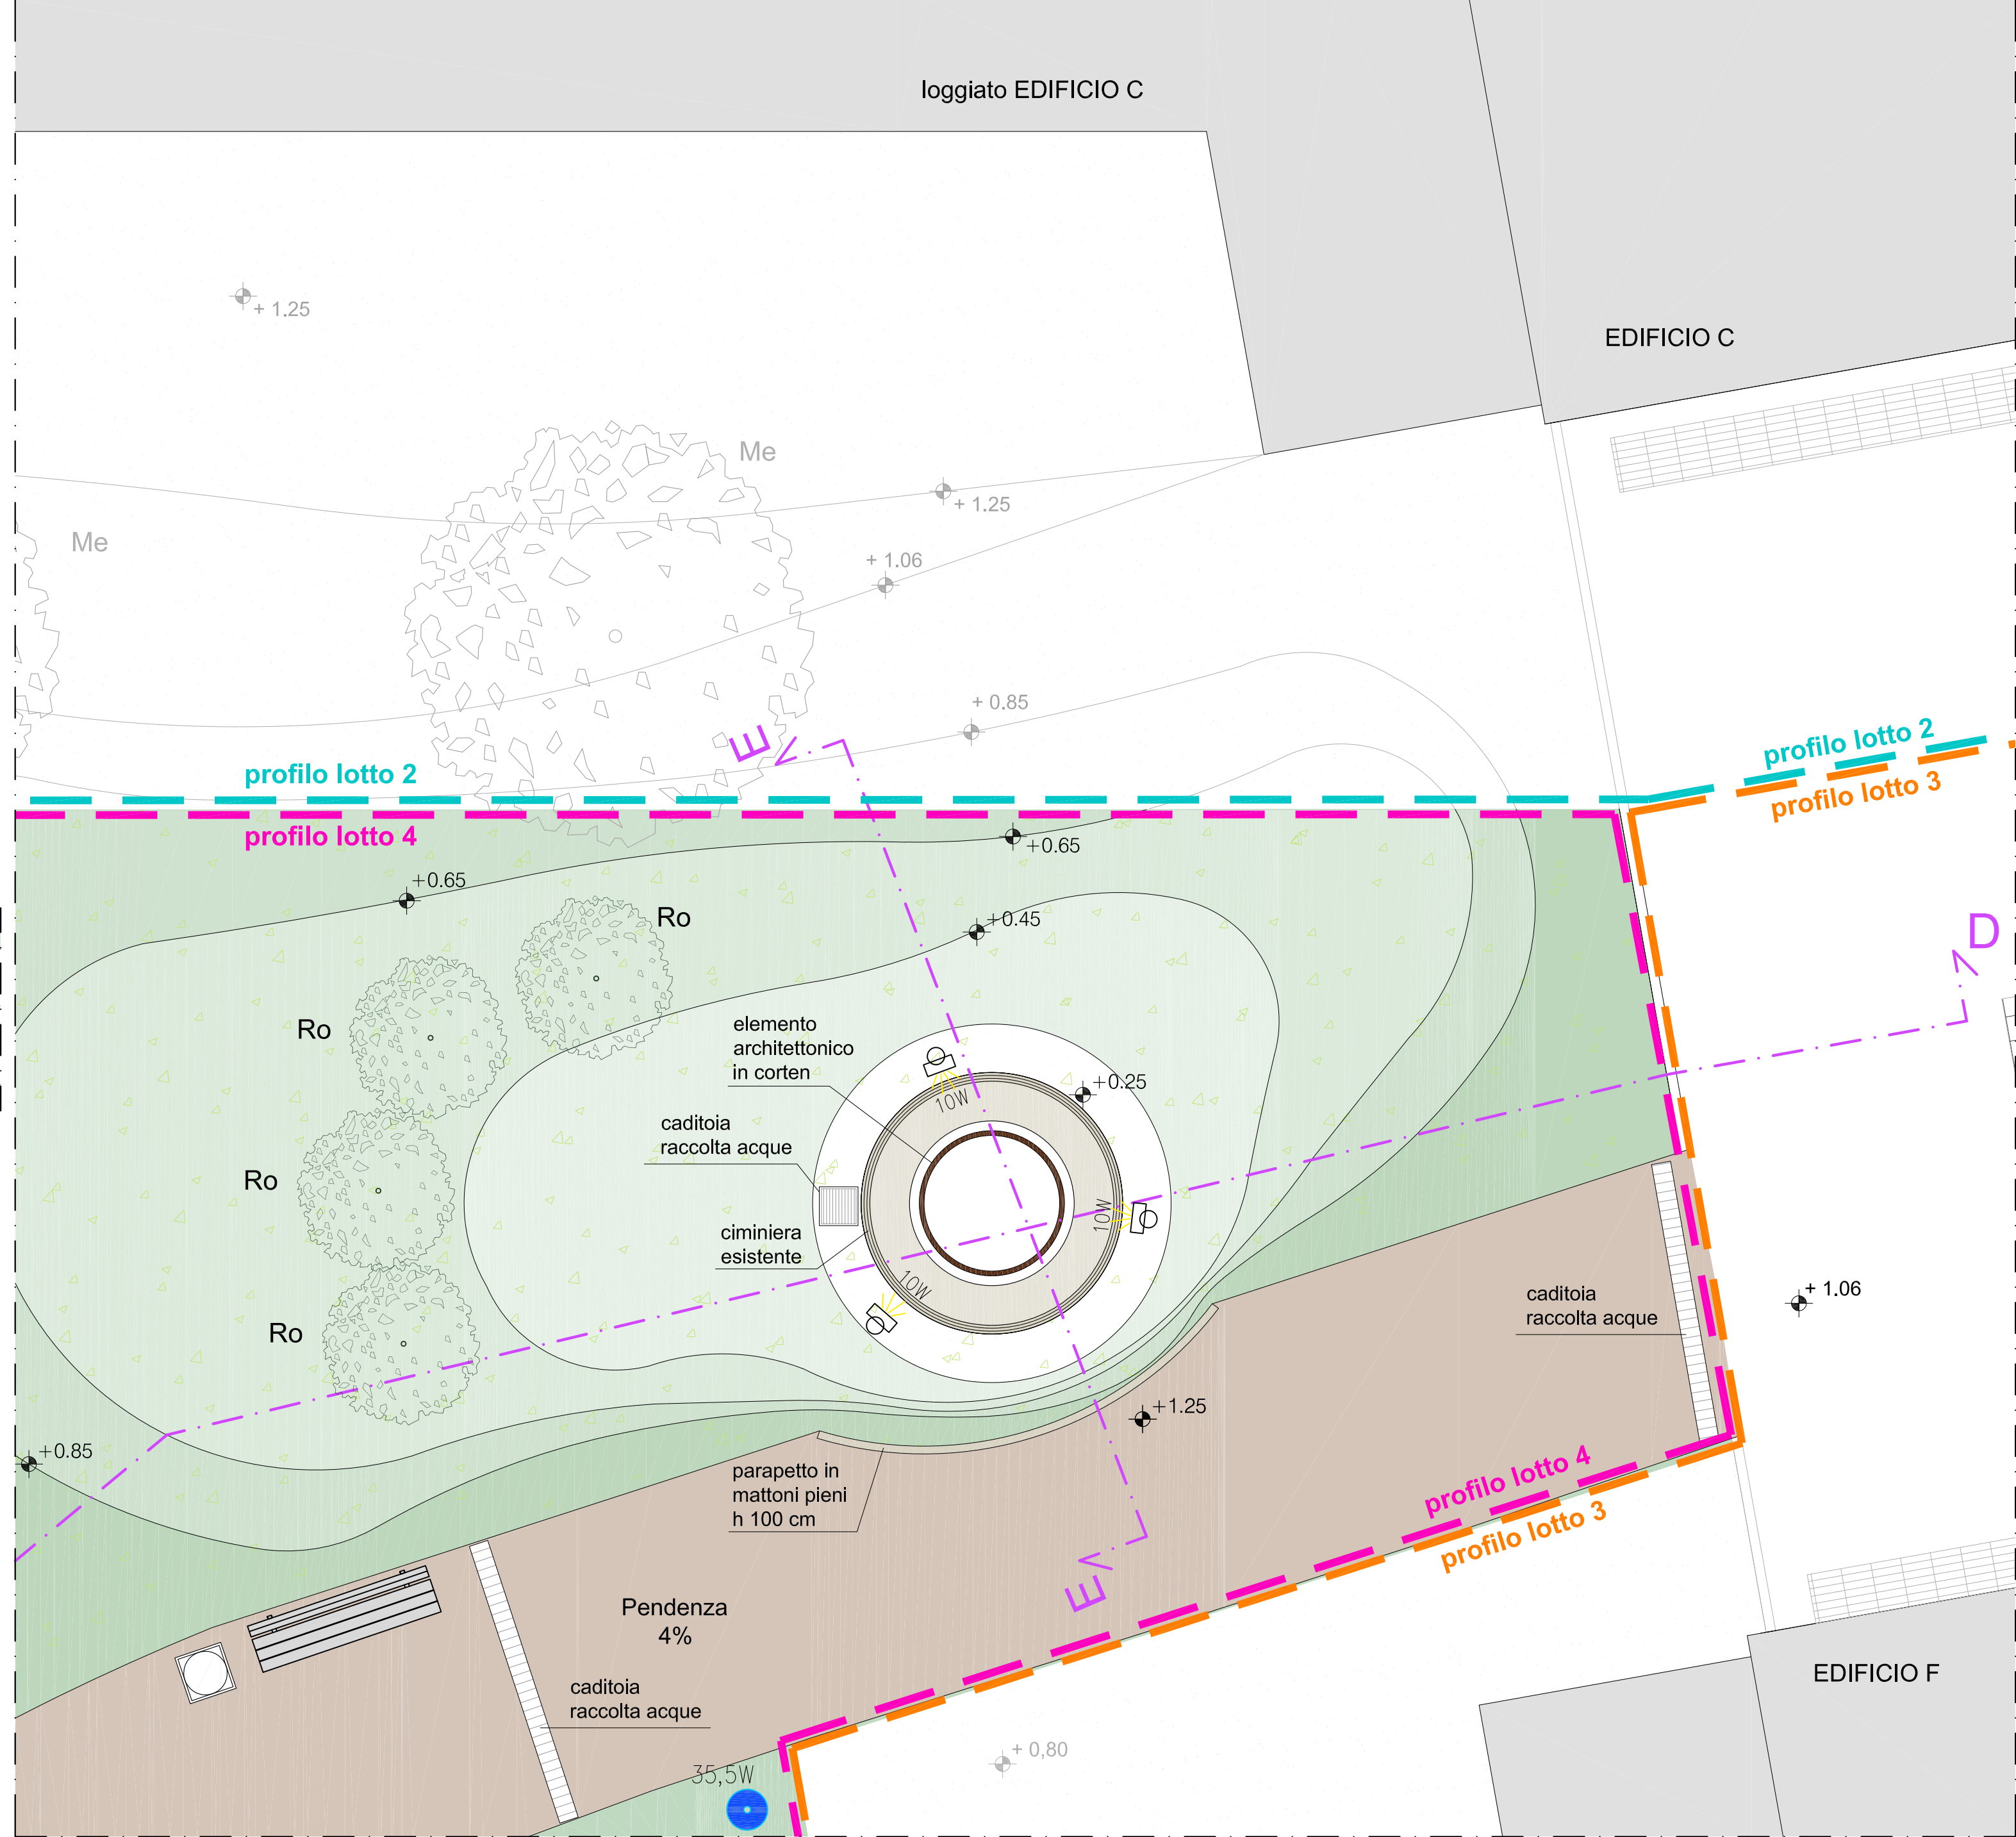 loggiato EDIFICIO C
+ 1.25
EDIFICIO C
Me
+ 1.25
Me
+ 1.06
+ 0.85
E
profilo lotto 2
profilo lotto 2
profilo lotto 3
profilo lotto 4
+0.65
+0.65
Ro
+0.45
D
elemento
architettonico
in corten
Ro
+0.25
10W
caditoia
raccolta acque
Ro
10W
ciminiera
esistente
10W
caditoia
raccolta acque
+ 1.06
Ro
+1.25
+0.85
parapetto in
mattoni pieni
h 100 cm
profilo lotto 4
profilo lotto 3
E
Pendenza
4%
EDIFICIO F
caditoia
raccolta acque
+ 0,80
35,5W